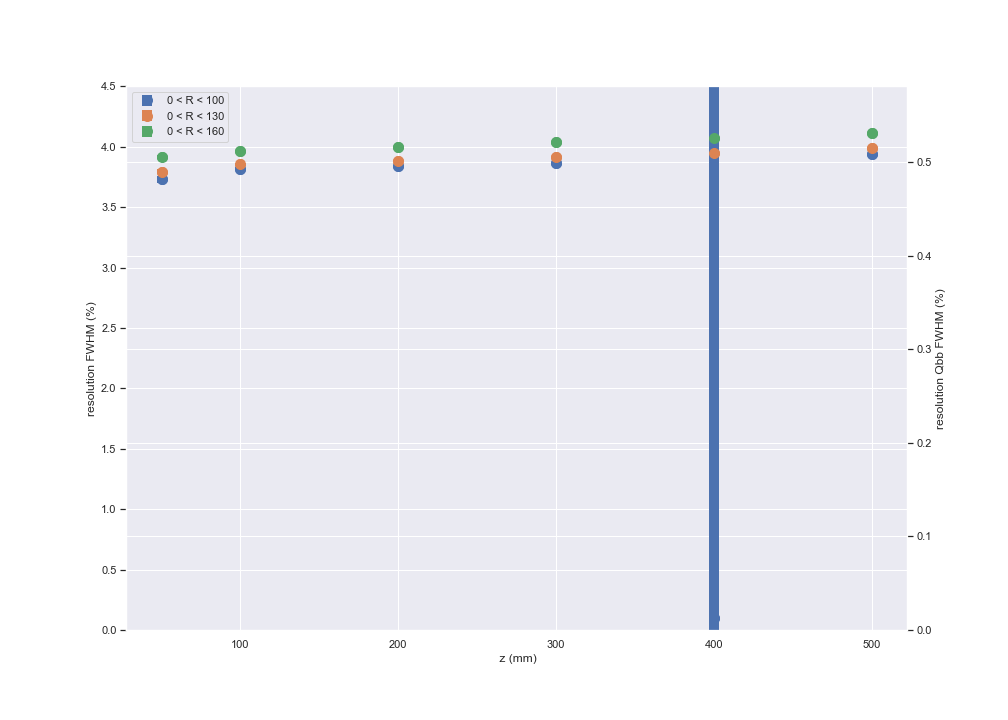 4.5
4.0
3.5
3.0
2.5
2.0
1.5
1.0
0.5
0.0
resolution FWHM (%)
0 < R < 100
0 < R < 130
0 < R < 160
0.5
0.4
0.3
0.2
0.1
0.0
resolution Qbb FWHM (%)
100 200 300 400 500
z (mm)